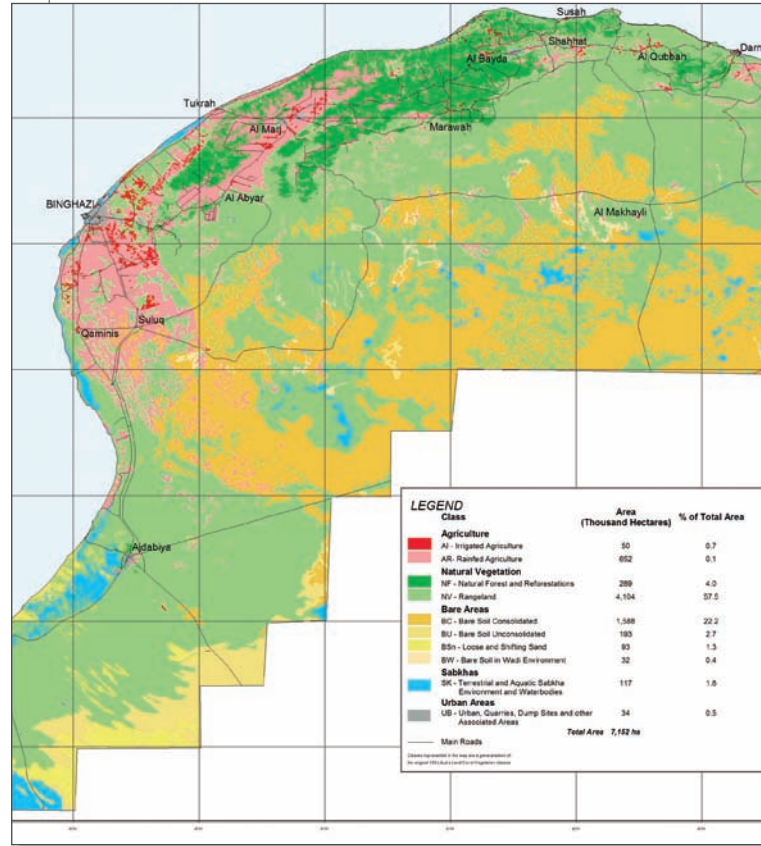 Susah
Shahhat
Al Bayda
Al Qubbah
Darn
Tukrah
Al Marj
Marawah
Al Abyar
BINGHAZI
Al Makhayli
Suluq
Qaminis
Ajdabiya
LEGEND
Class Area (Thousand Hectares) % of Total Area
Agriculture
AI - Irrigated Agriculture 50 0.7
AR- Rainfed Agriculture 652 0.1
Natural Vegetation
NF - Natural Forest and Reforestations 289 4.0
NV - Rangeland 4,104 57.5
Bare Areas
BC - Bare Soil Consolidated 1,588 22.2
BU - Bare Soil Unconsolidated 193 2.7
BSn - Loose and Shifting Sand 93 1.3
BW - Bare Soil in Wadi Environment 32 0.4
Sabkhas
SK - Terrestrial and Aquatic Sabkha 117 1.6
Environment and Waterbodies
Urban Areas
UB - Urban, Quarries, Dump Sites and other 34 0.5
Associated Areas
Total Area 7,152 hs
Main Roads